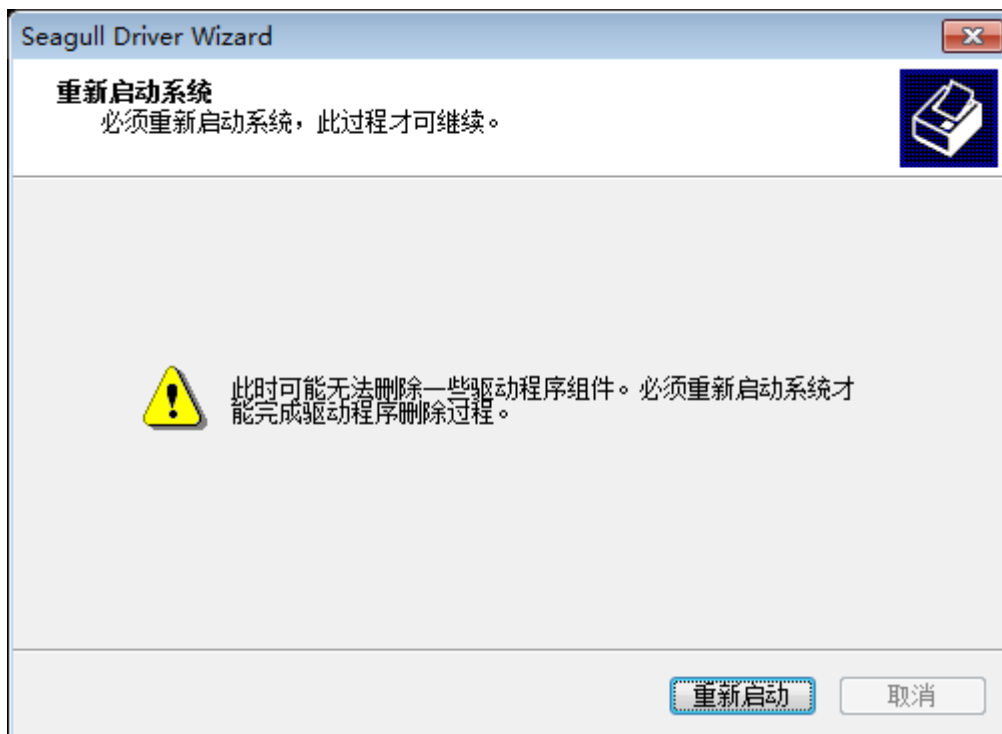 Seagull Driver Wizard
重新启动系统
必须重新启动系统，此过程才可继续。
此时可能无法删除一些驱动程序组件。必须重新启动系统才
能完成驱动程序删除过程。
重新启动
取消